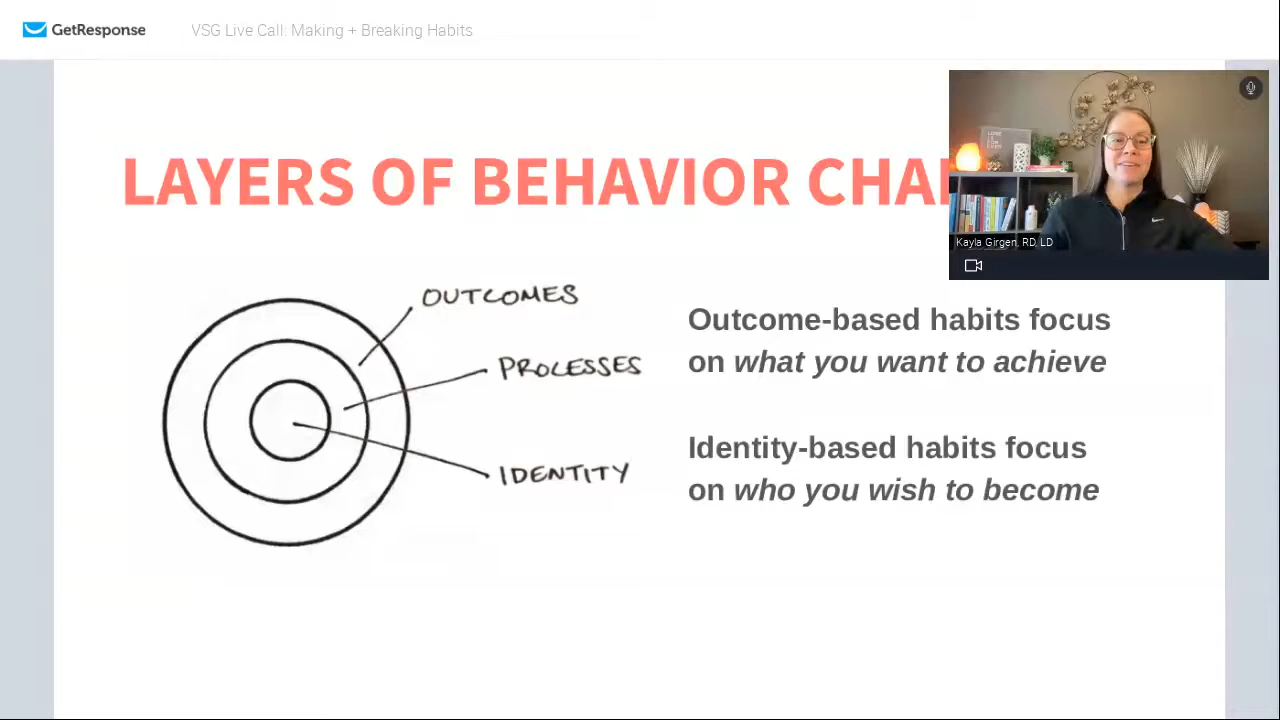 GetResponse
VSG Live Call: Making + Breaking Habits
LAYERS OF BEHAVIOR CHA
Kayla Girgen, RD, LD
OUTCOMES
PROCESSES
IDENTITY
Outcome-based habits focus
on what you want to achieve
Identity-based habits focus
on who you wish to become